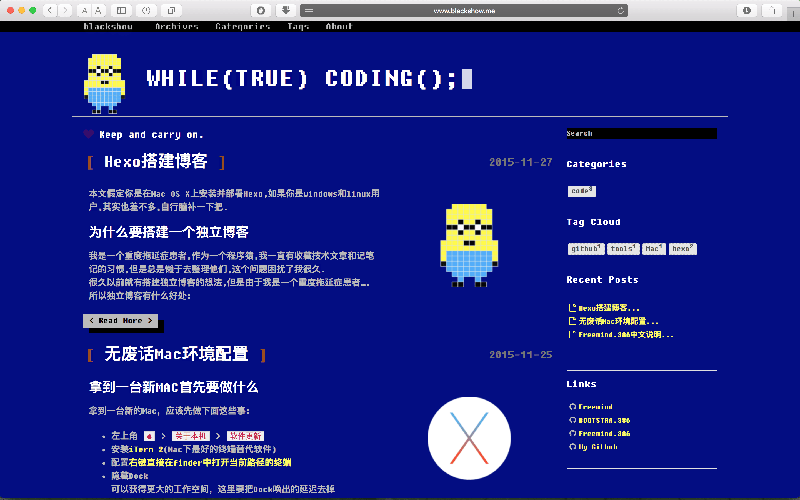 www.blackshow.me
blackshow Archives Categories Tags About
WHILE(TRUE) CODING();
Keep and carry on.
[ Hexo搭建博客 ]
2015-11-27
本文假定你是在Mac OS X上安装并部署Hexo,如果你是windows和linux用
户,其实也差不多,自行脑补一下把.
为什么要搭建一个独立博客
我是一个重度拖延症患者,作为一个程序猿,我一直有收藏技术文章和记笔
记的习惯,但是总是懒于去整理他们,这个问题困扰了我很久.
很久以前就有搭建独立博客的想法,但是由于我是一个重度拖延症患者….
所以独立博客有什么好处:
< Read More >
[ 无废话Mac环境配置 ]
2015-11-25
拿到一台新MAC首先要做什么
拿到一台新的Mac, 应该先做下面这些事:
左上角 > 关于本机 > 软件更新
安装iTerm 2(Mac下最好的终端替代软件)
配置右键直接在finder中打开当前路径的终端
隐藏Dock
可以获得更大的工作空间, 这里要把Dock唤出的延迟去掉
Search
Categories
code
Tag Cloud
github tools Mac hexo
Recent Posts
Hexo搭建博客...
无废话Mac环境配置...
Freemind.386中文说明...
Links
Freemind
BOOTSTRA.386
Freemind.386
My Github